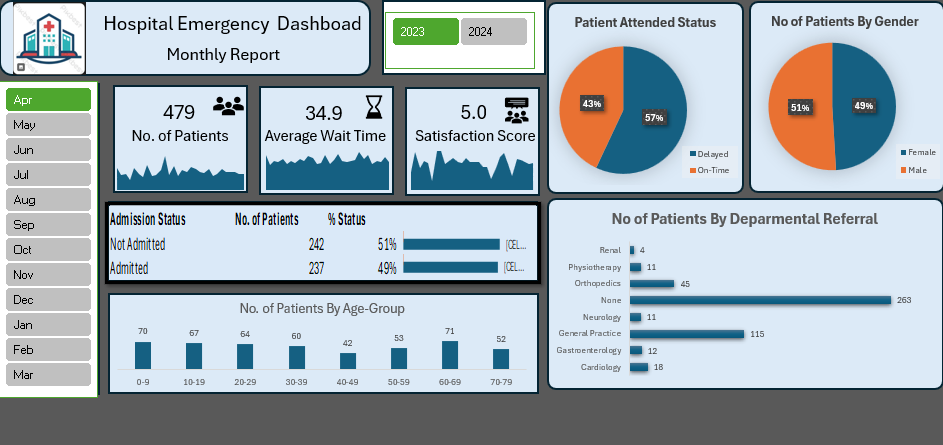 Hospital Emergency Dashboad
Monthly Report
2023
2024
Apr
May
Jun
Jul
Aug
Sep
Oct
Nov
Dec
Jan
Feb
Mar
479
No. of Patients
34.9
Average Wait Time
5.0
Satisfaction Score
Admission Status No. of Patients % Status
Not Admitted 242 51% [CEL...
Admitted 237 49% [CEL...
No. of Patients By Age-Group
70 67 64 60 42 53 71 52
0-9 10-19 20-29 30-39 40-49 50-59 60-69 70-79
Patient Attended Status
43%
57%
Delayed
On-Time
No of Patients By Gender
51%
49%
Female
Male
No of Patients By Deparmental Referral
Renal 4
Physiotherapy 11
Orthopedics 45
None 263
Neurology 11
General Practice 115
Gastroenterology 12
Cardiology 18